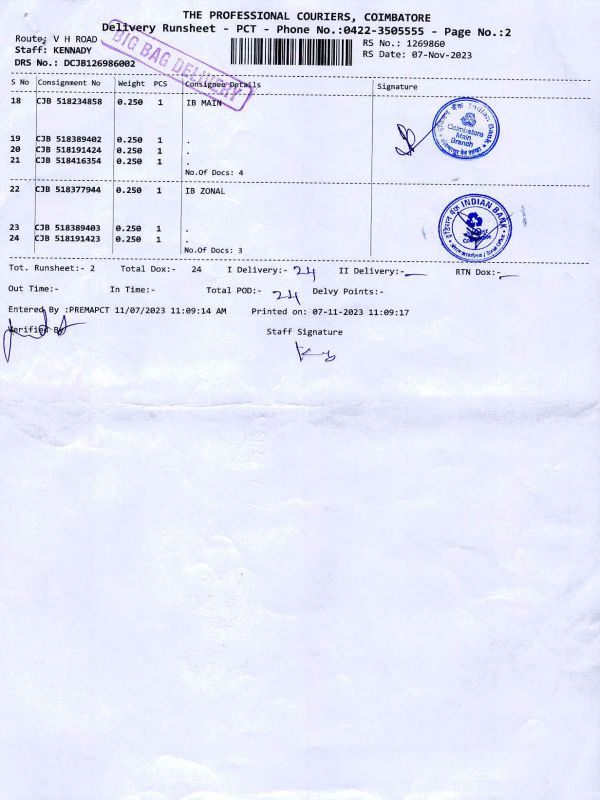 THE PROFESSIONAL COURIERS, COIMBATORE
Delivery Runsheet - PCT - Phone No.:0422-3505555 - Page No.:2
Route: V H ROAD
RS No.: 1269860
Staff: KENNADY
RS Date: 07-Nov-2023
DRS No.: DCJB126986002
BIG BAG DELIVERY
S No Consignment No Weight PCS Consignee Details Signature
18 CJB 518234858 0.250 1 IB MAIN
इंडियन बैंक Indian Bank
Coimbatore
Main
Branch
19 CJB 518389402 0.250 1 .
20 CJB 518191424 0.250 1 .
21 CJB 518416354 0.250 1 .
No.Of Docs: 4
22 CJB 518377944 0.250 1 IB ZONAL
इंडियन बैंक INDIAN BANK
23 CJB 518389403 0.250 1 .
24 CJB 518191423 0.250 1 .
No.Of Docs: 3
Tot. Runsheet:- 2 Total Dox:- 24 I Delivery:- 24 II Delivery:- RTN Dox:-
Out Time:- In Time:- Total POD:- 24 Delvy Points:-
Entered By :PREMAPCT 11/07/2023 11:09:14 AM Printed on: 07-11-2023 11:09:17
Verified By Staff Signature